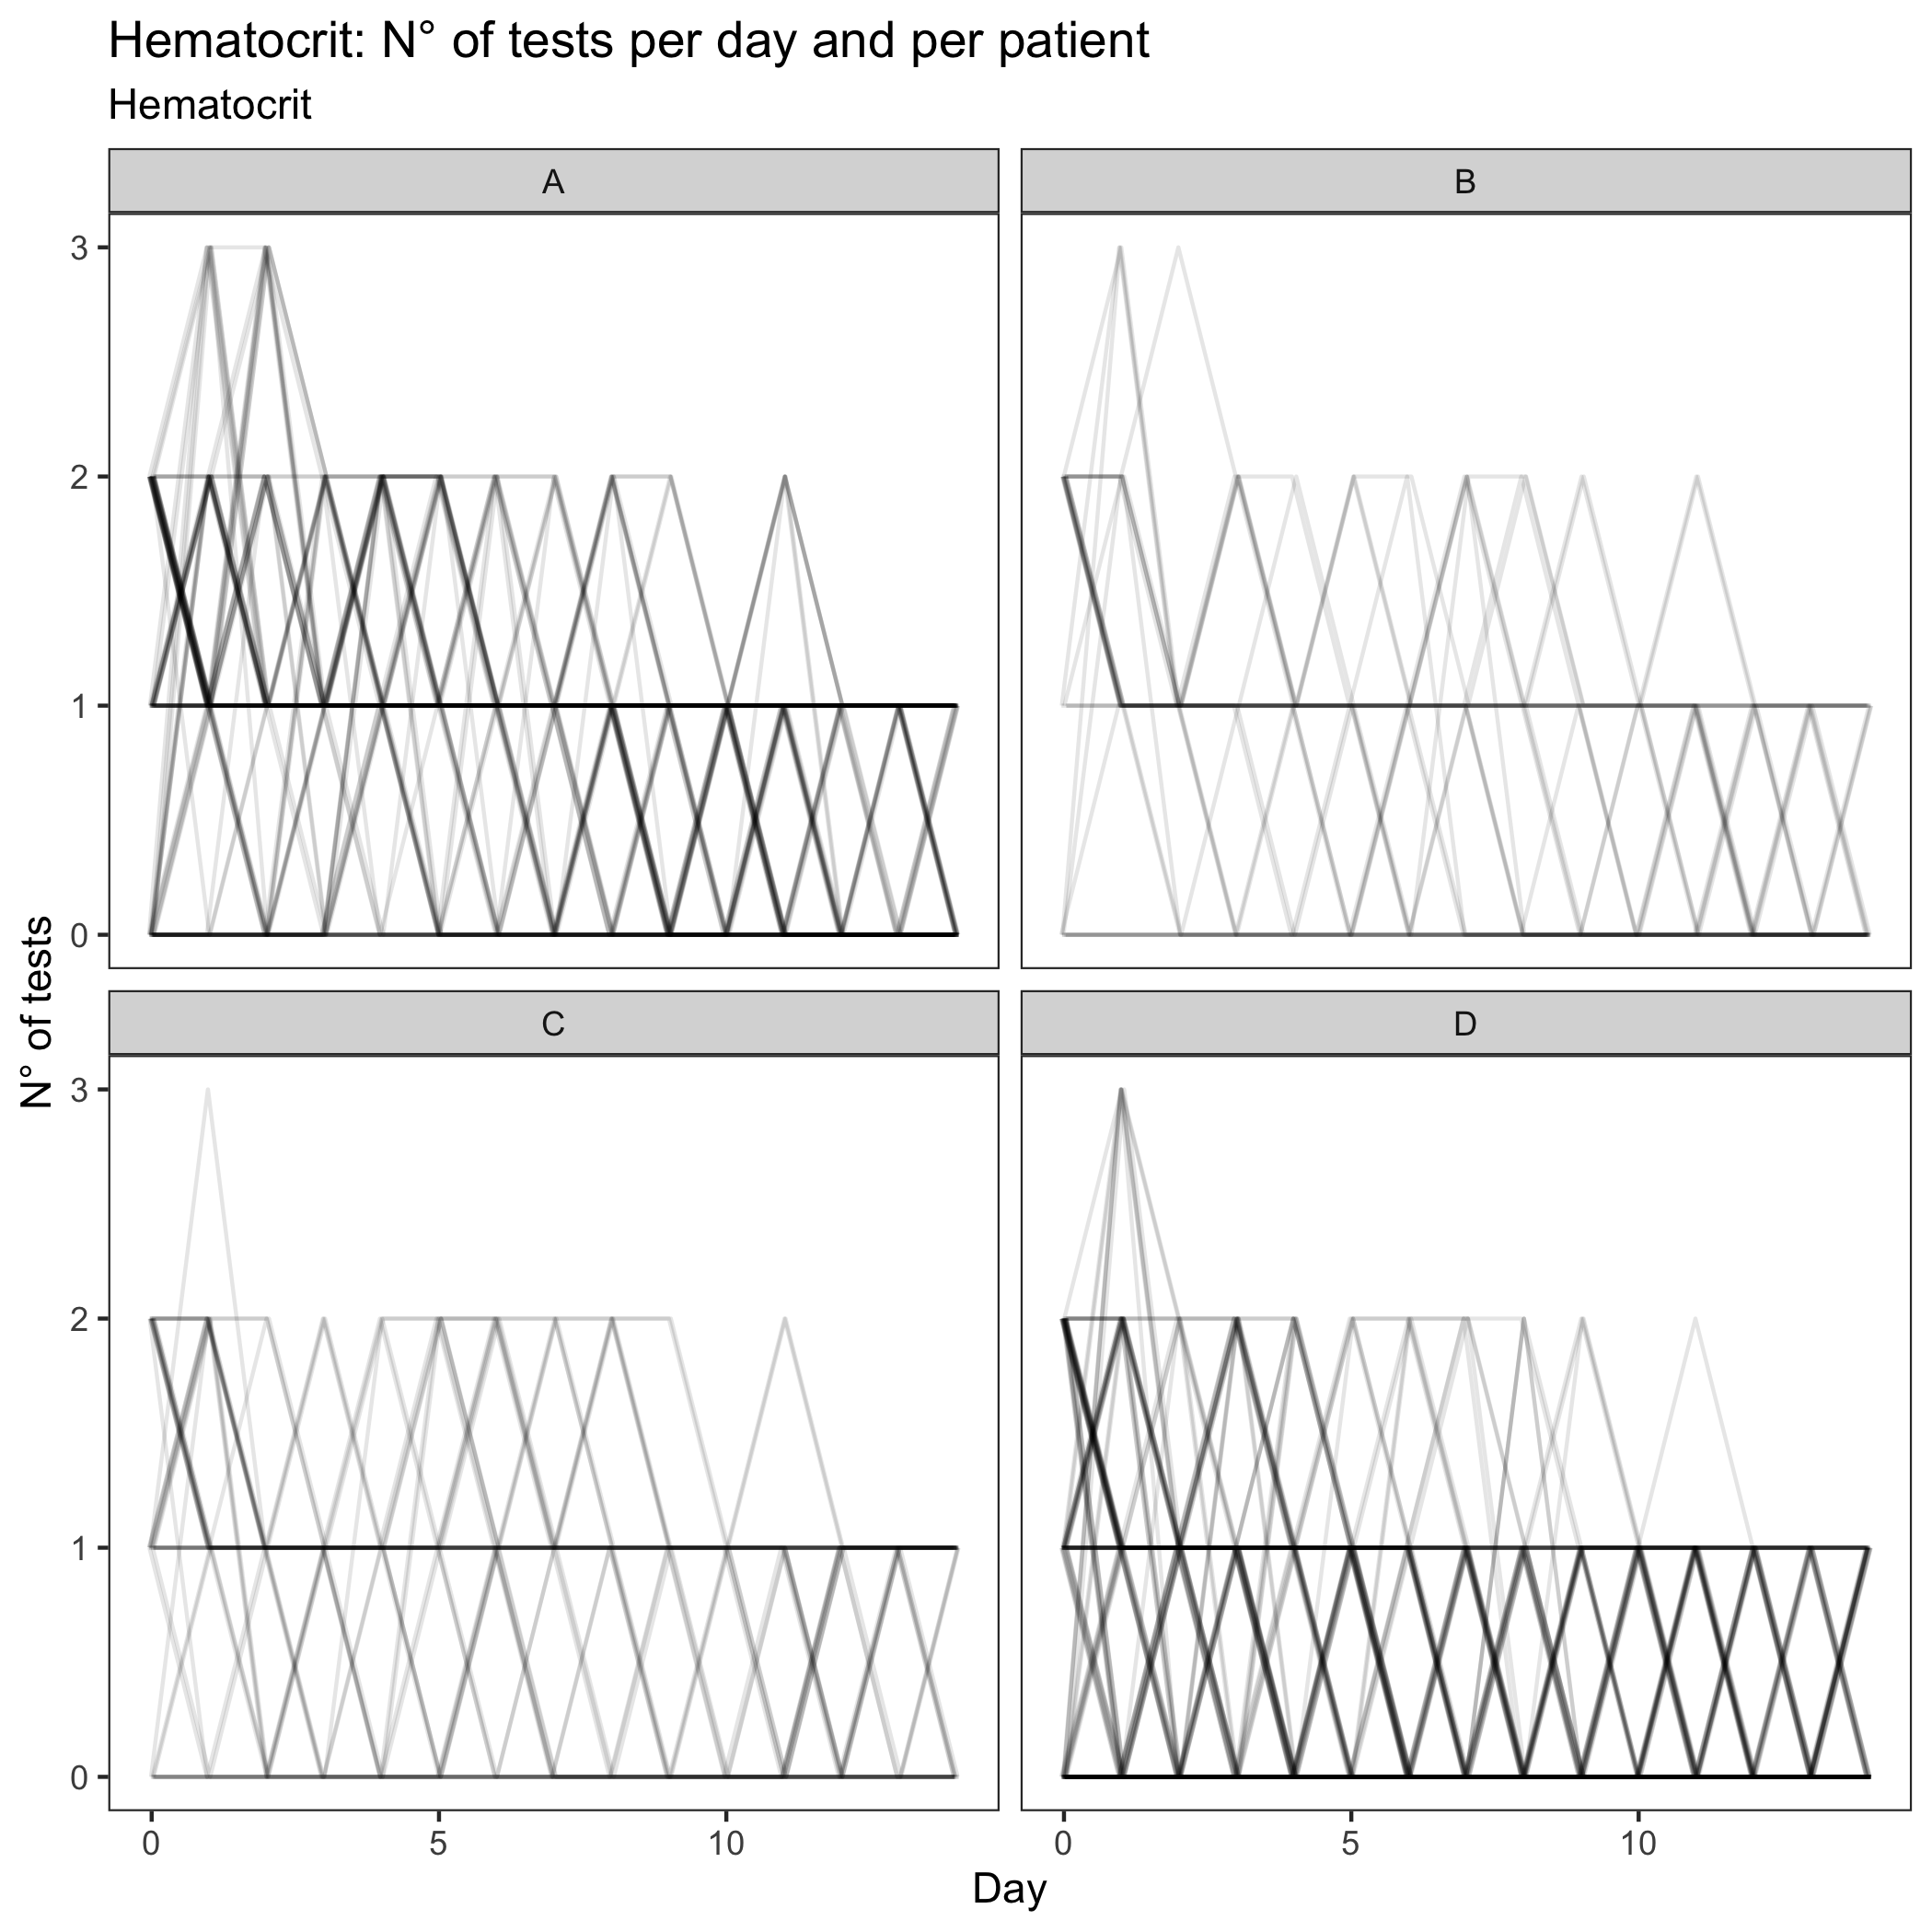 Hematocrit: N° of tests per day and per patient
Hematocrit
A
B
3
2
1
0
C
D
3
2
1
0
N° of tests
0
5
10
0
5
10
Day